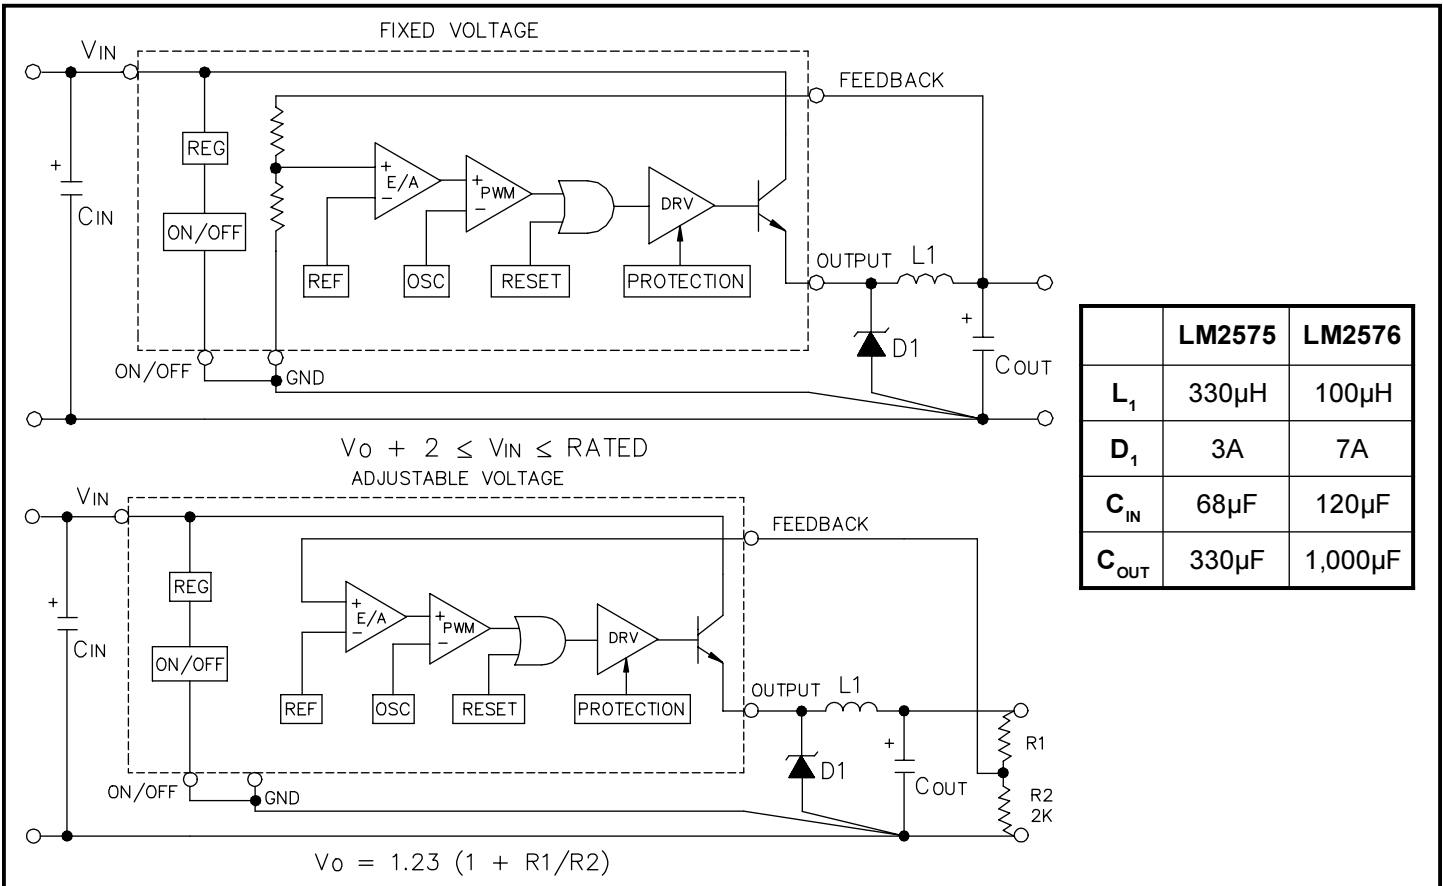 FIXED VOLTAGE
VIN
FEEDBACK
REG
+
CIN
ON/OFF
+
E/A
−
+
PWM
−
DRV
REF
OSC
RESET
PROTECTION
OUTPUT
L1
D1
+
COUT
ON/OFF
GND
VO + 2 ≤ VIN ≤ RATED
ADJUSTABLE VOLTAGE
VIN
FEEDBACK
REG
+
CIN
ON/OFF
+
E/A
−
+
PWM
−
DRV
REF
OSC
RESET
PROTECTION
OUTPUT
L1
D1
+
COUT
R1
R2
2K
ON/OFF
GND
VO = 1.23 (1 + R1/R2)
LM2575 LM2576
L1 330µH 100µH
D1 3A 7A
CIN 68µF 120µF
COUT 330µF 1,000µF